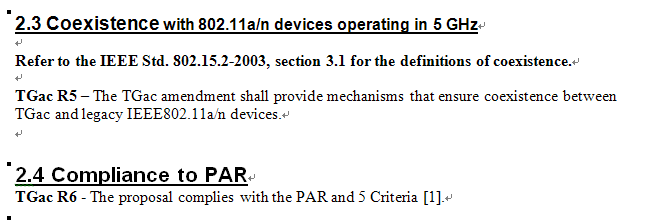 2.3 Coexistence with 802.11a/n devices operating in 5 GHz
Refer to the IEEE Std. 802.15.2-2003, section 3.1 for the definitions of coexistence.
TGac R5 – The TGac amendment shall provide mechanisms that ensure coexistence between
TGac and legacy IEEE802.11a/n devices.
2.4 Compliance to PAR
TGac R6 - The proposal complies with the PAR and 5 Criteria [1].